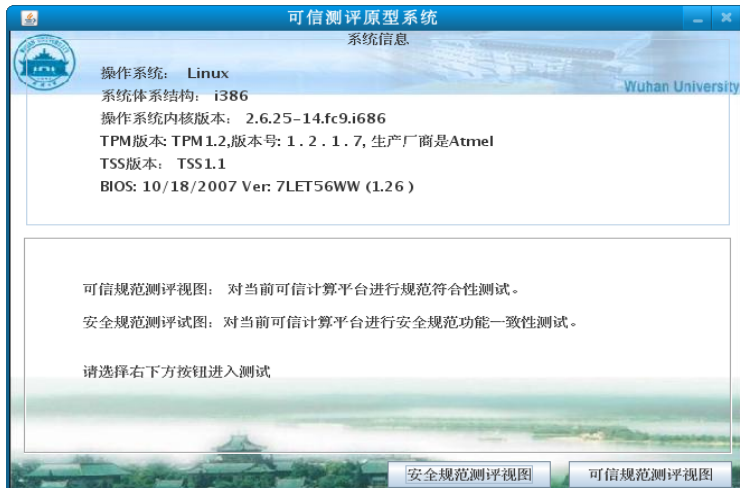 可信测评原型系统
系统信息
操作系统: Linux
Wuhan University
系统体系结构: i386
操作系统内核版本: 2.6.25-14.fc9.i686
TPM版本: TPM1.2,版本号: 1.2.1.7, 生产厂商是Atmel
TSS版本: TSS1.1
BIOS: 10/18/2007 Ver: 7LET56WW (1.26 )
可信规范测评视图: 对当前可信计算平台进行规范符合性测试。
安全规范测评试图: 对当前可信计算平台进行安全规范功能一致性测试。
请选择右下方按钮进入测试
安全规范测评视图
可信规范测评视图